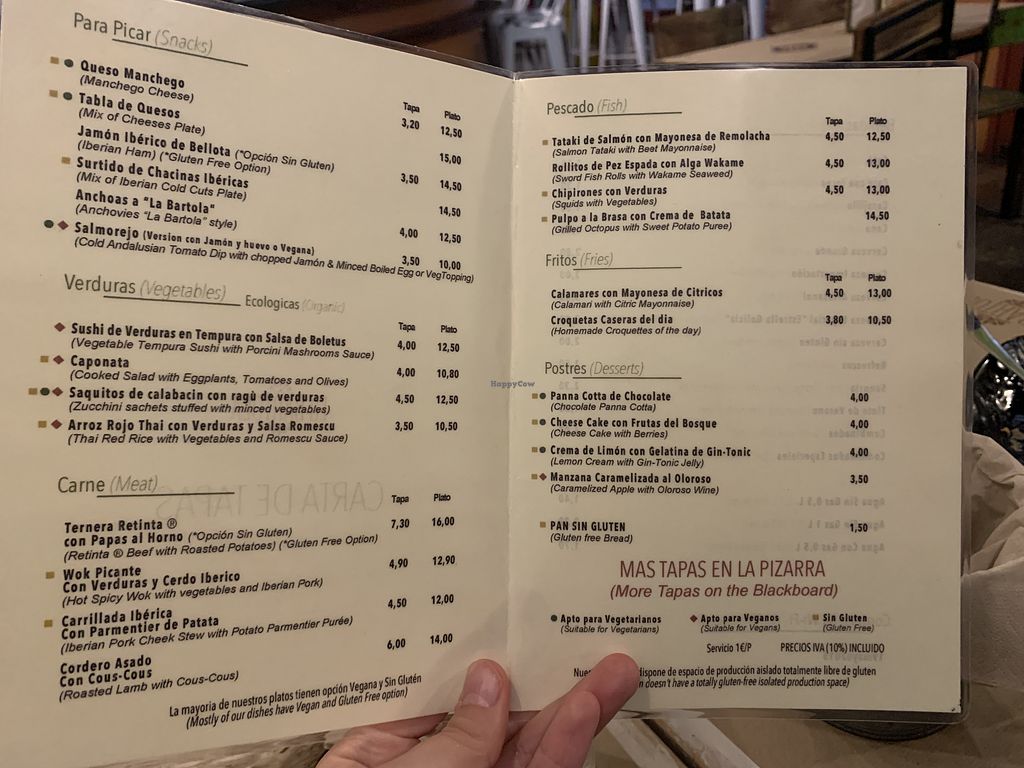 Para Picar (Snacks)
Queso Manchego
(Manchego Cheese)
Tapa Plato
Tabla de Quesos 3,20 12,50
(Mix of Cheeses Plate)
Jamón Ibérico de Bellota (*Opción Sin Gluten) 15,00
(Iberian Ham) (*Gluten Free Option)
Surtido de Chacinas Ibéricas 3,50 14,50
(Mix of Iberian Cold Cuts Plate)
Anchoas a "La Bartola" 14,50
(Anchovies "La Bartola" style)
Salmorejo (Version con Jamón y huevo o Vegana) 4,00 12,50
(Cold Andalusian Tomato Dip with chopped Jamón & Minced Boiled Egg or VegTopping) 3,50 10,00
Verduras (Vegetables) Ecologicas (Organic)
Tapa Plato
Sushi de Verduras en Tempura con Salsa de Boletus 4,00 12,50
(Vegetable Tempura Sushi with Porcini Mashrooms Sauce)
Caponata 4,00 10,80
(Cooked Salad with Eggplants, Tomatoes and Olives)
Saquitos de calabacin con ragù de verduras 4,50 12,50
(Zucchini sachets stuffed with minced vegetables)
Arroz Rojo Thai con Verduras y Salsa Romescu 3,50 10,50
(Thai Red Rice with Vegetables and Romescu Sauce)
Carne (Meat)
Tapa Plato
Ternera Retinta ®
con Papas al Horno (*Opción Sin Gluten) 7,30 16,00
(Retinta ® Beef with Roasted Potatoes) (*Gluten Free Option)
Wok Picante 4,90 12,90
Con Verduras y Cerdo Iberico
(Hot Spicy Wok with vegetables and Iberian Pork)
Carrillada Ibérica 4,50 12,00
Con Parmentier de Patata
(Iberian Pork Cheek Stew with Potato Parmentier Purée)
Cordero Asado 6,00 14,00
Con Cous-Cous
(Roasted Lamb with Cous-Cous)
La mayoria de nuestros platos tienen opción Vegana y Sin Glutén
(Mostly of our dishes have Vegan and Gluten Free option)
Pescado (Fish)
Tapa Plato
Tataki de Salmón con Mayonesa de Remolacha 4,50 12,50
(Salmon Tataki with Beet Mayonnaise)
Rollitos de Pez Espada con Alga Wakame 4,50 13,00
(Sword Fish Rolls with Wakame Seaweed)
Chipirones con Verduras 4,50 13,00
(Squids with Vegetables)
Pulpo a la Brasa con Crema de Batata 14,50
(Grilled Octopus with Sweet Potato Puree)
Fritos (Fries)
Tapa Plato
Calamares con Mayonesa de Citricos 4,50 13,00
(Calamari with Citric Mayonnaise)
Croquetas Caseras del dia 3,80 10,50
(Homemade Croquettes of the day)
Postres (Desserts)
Panna Cotta de Chocolate 4,00
(Chocolate Panna Cotta)
Cheese Cake con Frutas del Bosque 4,00
(Cheese Cake with Berries)
Crema de Limón con Gelatina de Gin-Tonic 4,00
(Lemon Cream with Gin-Tonic Jelly)
Manzana Caramelizada al Oloroso 3,50
(Caramelized Apple with Oloroso Wine)
PAN SIN GLUTEN 1,50
(Gluten free Bread)
MAS TAPAS EN LA PIZARRA
(More Tapas on the Blackboard)
Apto para Vegetarianos Apto para Veganos Sin Gluten
(Suitable for Vegetarians) (Suitable for Vegans) (Gluten Free)
Servicio 1€/P PRECIOS IVA (10%) INCLUIDO
dispone de espacio de producción aislado totalmente libre de gluten
doesn't have a totally gluten-free isolated production space)
HappyCow